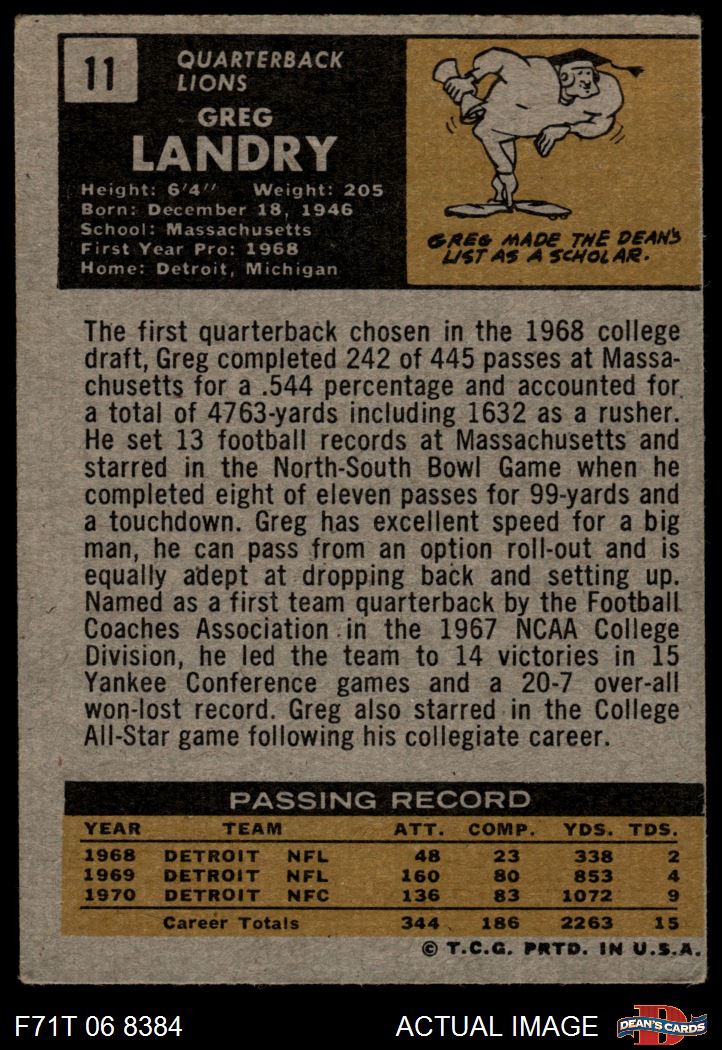 11
QUARTERBACK
LIONS
GREG
LANDRY
Height: 6'4" Weight: 205
Born: December 18, 1946
School: Massachusetts
First Year Pro: 1968
Home: Detroit, Michigan
GREG MADE THE DEAN'S
LIST AS A SCHOLAR.
The first quarterback chosen in the 1968 college
draft, Greg completed 242 of 445 passes at Massa-
chusetts for a .544 percentage and accounted for
a total of 4763-yards including 1632 as a rusher.
He set 13 football records at Massachusetts and
starred in the North-South Bowl Game when he
completed eight of eleven passes for 99-yards and
a touchdown. Greg has excellent speed for a big
man, he can pass from an option roll-out and is
equally adept at dropping back and setting up.
Named as a first team quarterback by the Football
Coaches Association in the 1967 NCAA College
Division, he led the team to 14 victories in 15
Yankee Conference games and a 20-7 over-all
won-lost record. Greg also starred in the College
All-Star game following his collegiate career.
PASSING RECORD
YEAR TEAM ATT. COMP. YDS. TDS.
1968 DETROIT NFL 48 23 338 2
1969 DETROIT NFL 160 80 853 4
1970 DETROIT NFC 136 83 1072 9
Career Totals 344 186 2263 15
© T.C.G. PRTD. IN U.S.A.
F71T 06 8384 ACTUAL IMAGE D DEAN'S CARDS